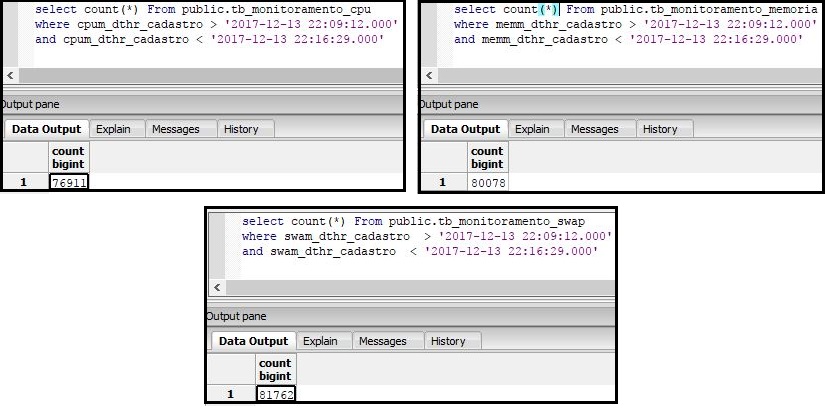 select count(*) From public.tb_monitoramento_cpu
where cpum_dthr_cadastro > '2017-12-13 22:09:12.000'
and cpum_dthr_cadastro < '2017-12-13 22:16:29.000'
Output pane
Data Output Explain Messages History
count
bigint
1 76911
select count(*) From public.tb_monitoramento_memoria
where memm_dthr_cadastro > '2017-12-13 22:09:12.000'
and memm_dthr_cadastro < '2017-12-13 22:16:29.000'
Output pane
Data Output Explain Messages History
count
bigint
1 80078
select count(*) From public.tb_monitoramento_swap
where swam_dthr_cadastro > '2017-12-13 22:09:12.000'
and swam_dthr_cadastro < '2017-12-13 22:16:29.000'
Output pane
Data Output Explain Messages History
count
bigint
1 81762